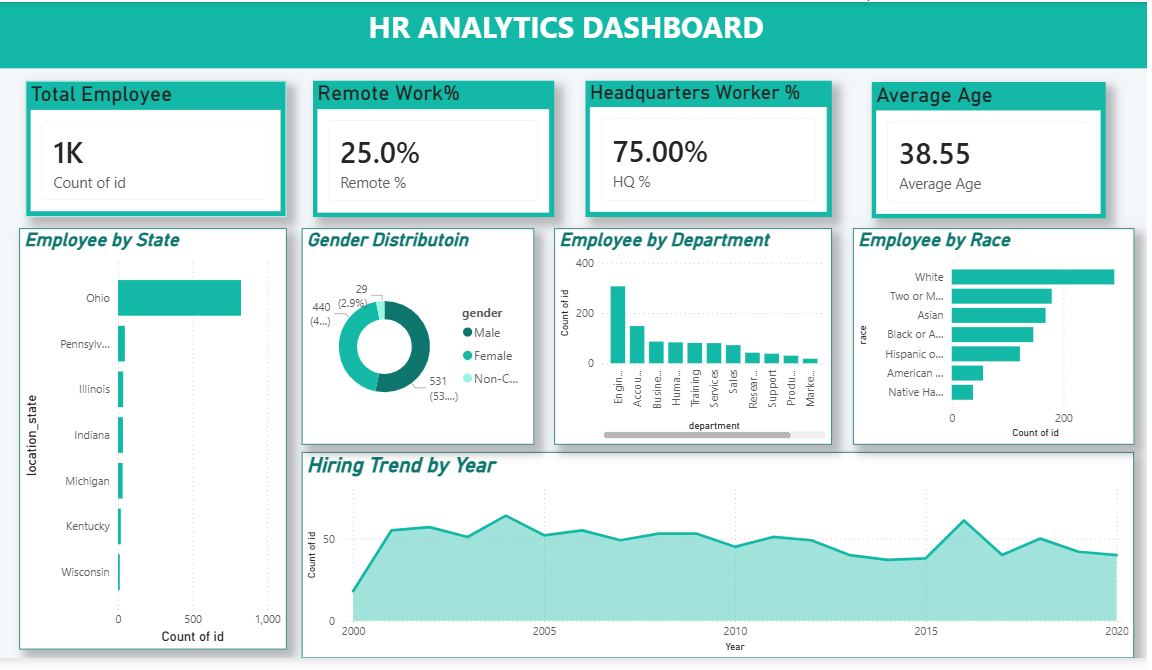 HR ANALYTICS DASHBOARD
Total Employee
1K
Count of id
Remote Work%
25.0%
Remote %
Headquarters Worker %
75.00%
HQ %
Average Age
38.55
Average Age
Employee by State
location_state
Ohio
Pennsylv...
Illinois
Indiana
Michigan
Kentucky
Wisconsin
0 500 1,000
Count of id
Gender Distributoin
29
(2.9%)
440
(4...)
531
(53....)
gender
Male
Female
Non-C...
Employee by Department
Count of id
400
200
0
Engin...
Accou...
Busine...
Huma...
Training
Services
Sales
Resear...
Support
Produ...
Marke...
department
Employee by Race
race
White
Two or M...
Asian
Black or A...
Hispanic o...
American ...
Native Ha...
0 200
Count of id
Hiring Trend by Year
Count of id
50
0
2000 2005 2010 2015 2020
Year